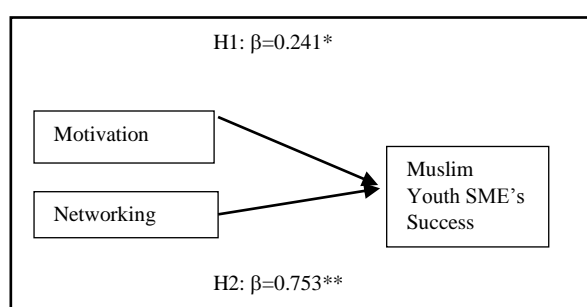 H1: β=0.241*
Motivation
Networking
Muslim
Youth SME's
Success
H2: β=0.753**